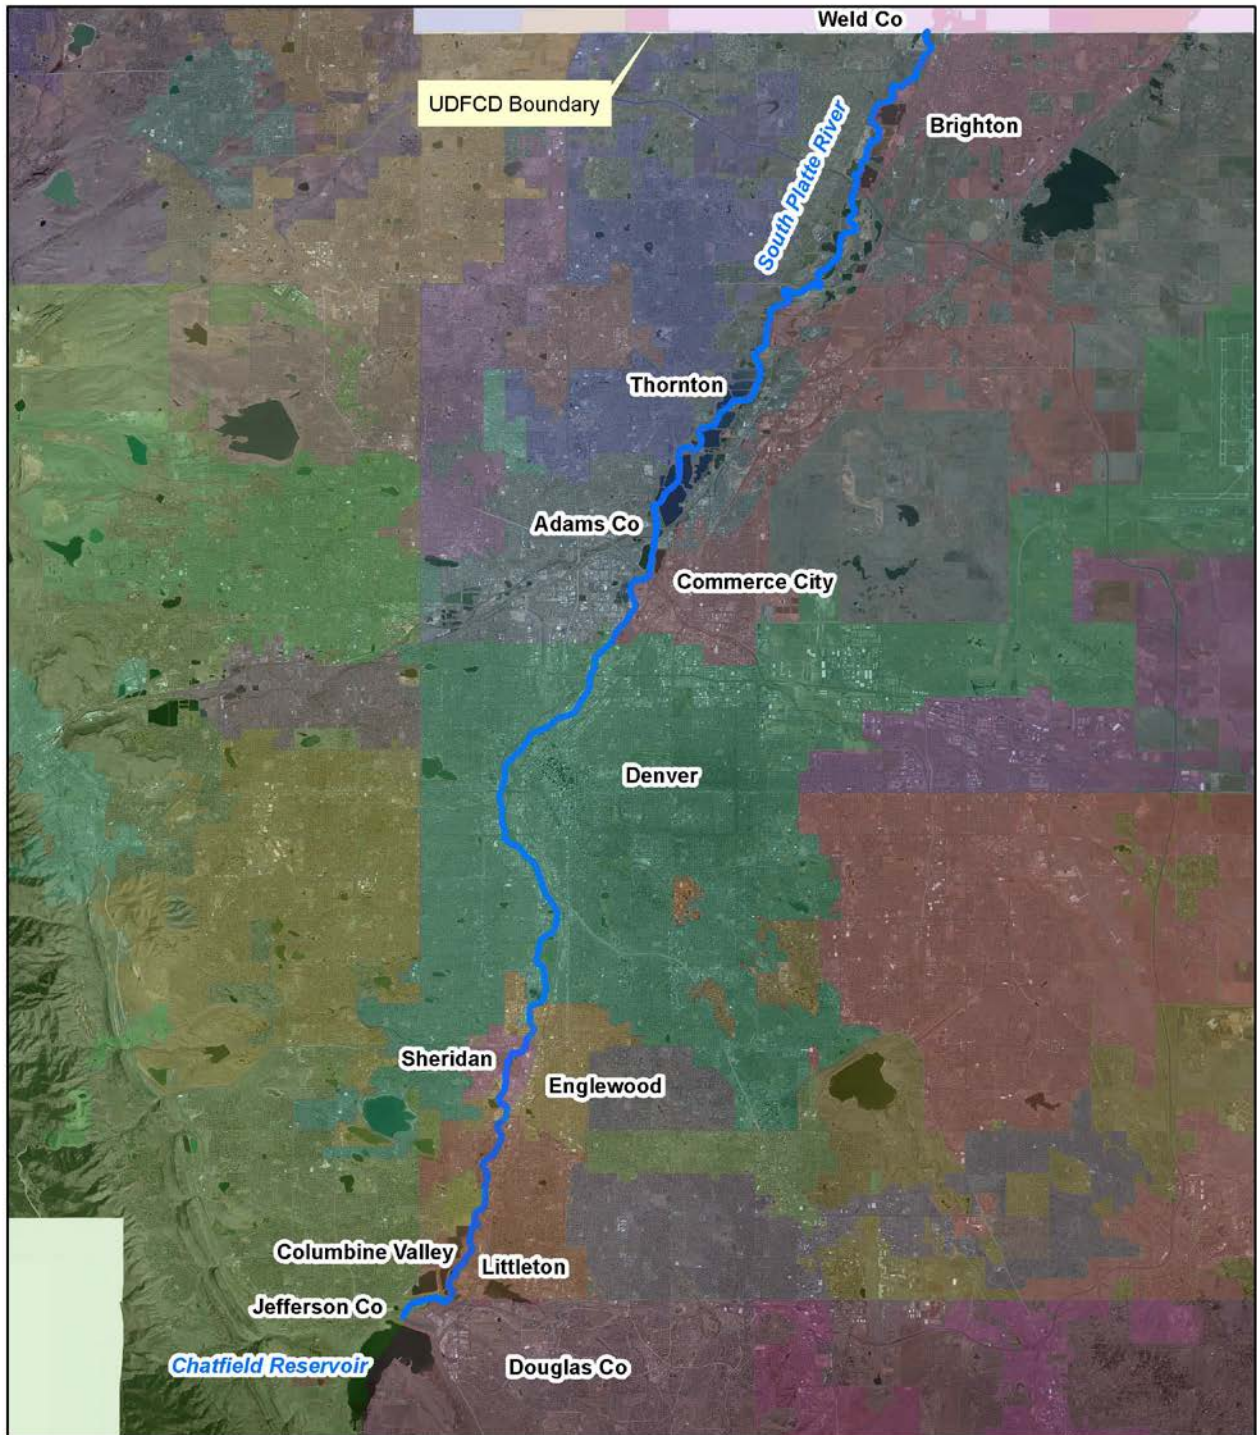 Weld Co
UDFCD Boundary
Brighton
South Platte River
Thornton
Adams Co
Commerce City
Denver
Sheridan
Englewood
Columbine Valley
Littleton
Jefferson Co
Chatfield Reservoir
Douglas Co